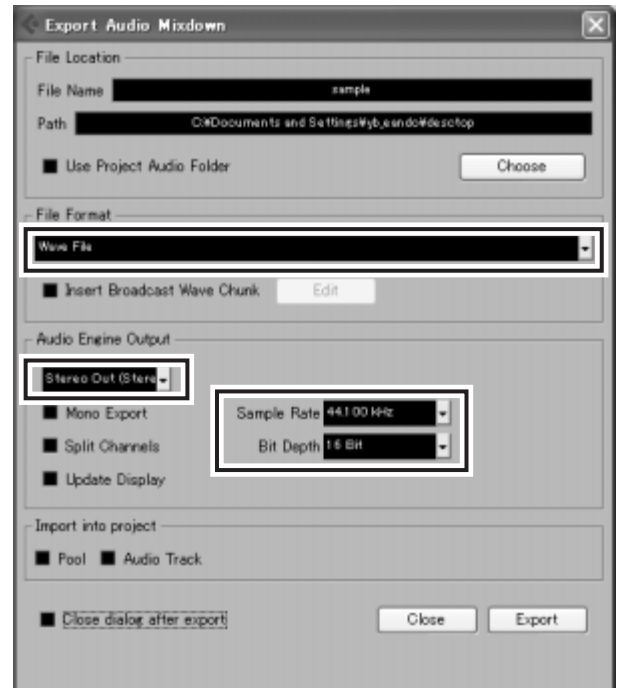 Export Audio Mixdown
File Location
File Name sample
Path C:¥Documents and Settings¥yb_eando¥desctop
Use Project Audio Folder Choose
File Format
Wave File
Insert Broadcast Wave Chunk Edit
Audio Engine Output
Stereo Out (Stere
Mono Export Sample Rate 44.100 kHz
Split Channels Bit Depth 16 Bit
Update Display
Import into project
Pool Audio Track
Close dialog after export Close Export